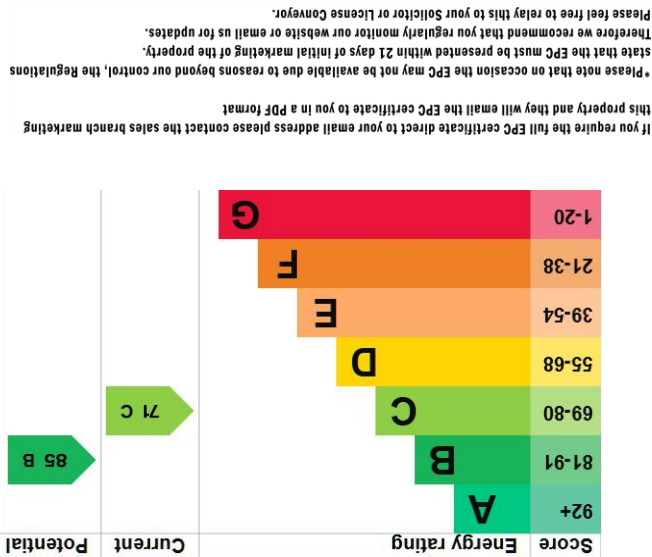 Score Energy rating Current Potential
92+ A
81-91 B 85 B
69-80 C 71 C
55-68 D
39-54 E
21-38 F
1-20 G
If you require the full EPC certificate direct to your email address please contact the sales branch marketing
this property and they will email the EPC certificate to you in a PDF format
*Please note that on occasion the EPC may not be available due to reasons beyond our control, the Regulations
state that the EPC must be presented within 21 days of initial marketing of the property.
Therefore we recommend that you regularly monitor our website or email us for updates.
Please feel free to relay this to your Solicitor or License Conveyor.